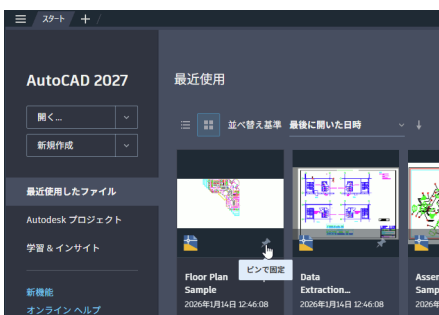 スタート
AutoCAD 2027
最近使用
開く...
新規作成
並べ替え基準 最後に開いた日時
最近使用したファイル
Autodesk プロジェクト
学習 & インサイト
ピンで固定
Floor Plan
Sample
2026年1月14日 12:46:08
Data
Extraction...
2026年1月14日 12:46:08
Asse
Samp
2026年
新機能
オンライン ヘルプ